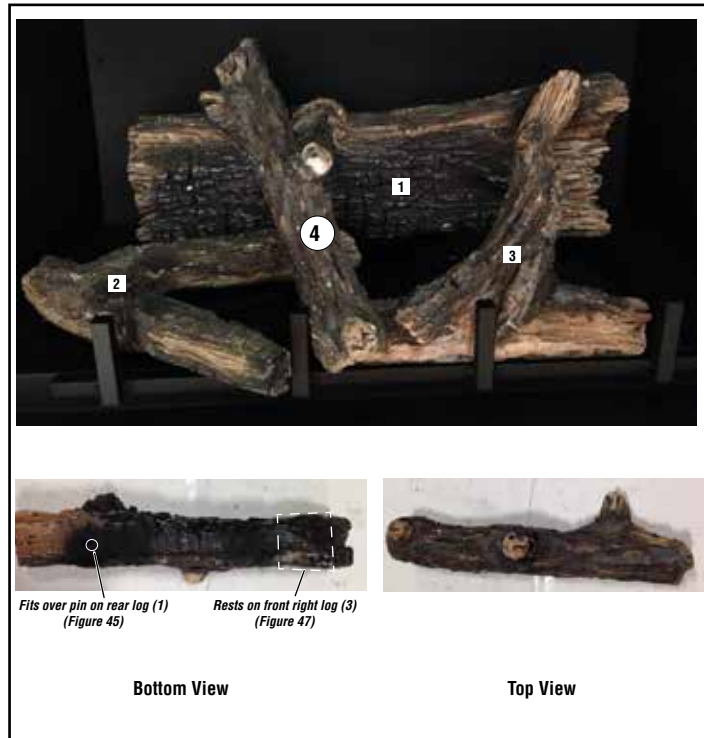 1
4
3
2
Fits over pin on rear log (1)
(Figure 45)
Rests on front right log (3)
(Figure 47)
Bottom View
Top View